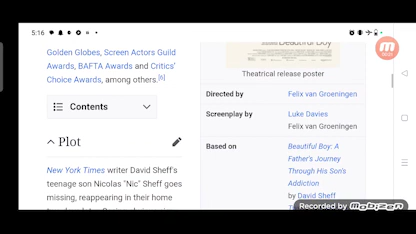 5:16
Golden Globes, Screen Actors Guild
Awards, BAFTA Awards and Critics'
Choice Awards, among others.[6]
Contents
Plot
New York Times writer David Sheff's
teenage son Nicolas "Nic" Sheff goes
missing, reappearing in their home
Beautiful Boy
Theatrical release poster
Directed by
Felix van Groeningen
Screenplay by
Luke Davies
Felix van Groeningen
Based on
Beautiful Boy: A
Father's Journey
Through His Son's
Addiction
by David Sheff
Recorded by Mobizen